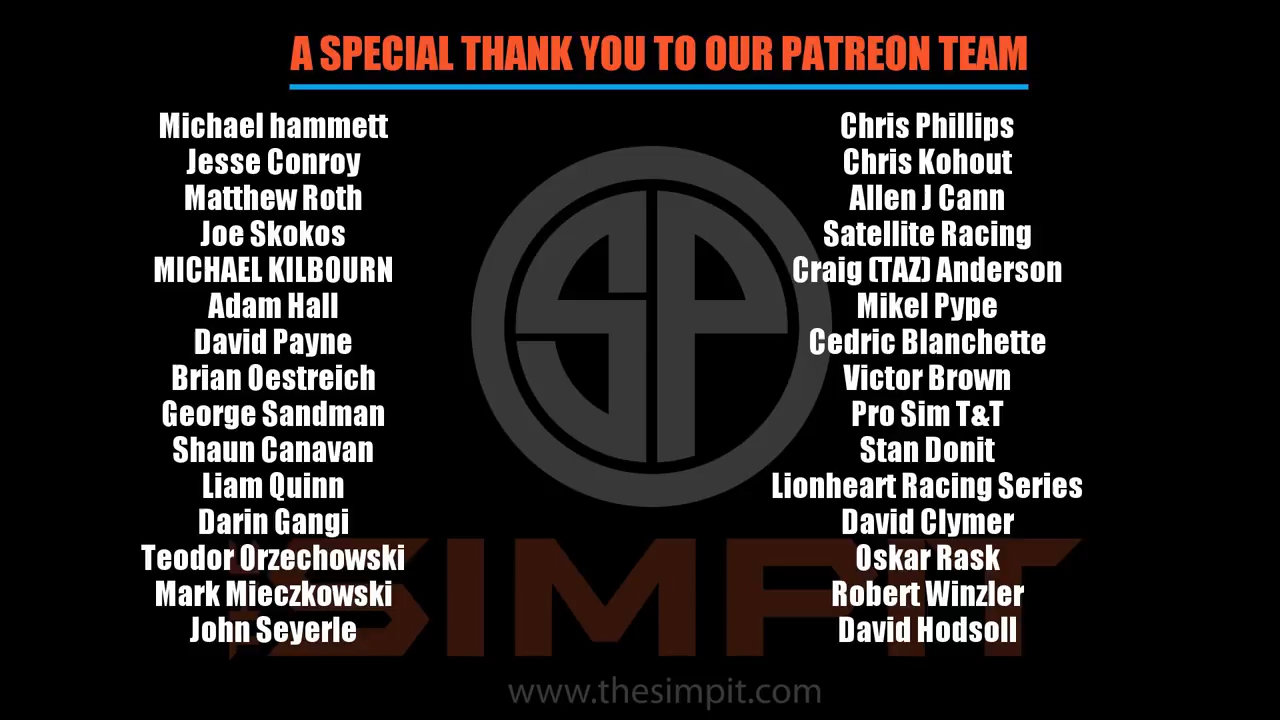 A SPECIAL THANK YOU TO OUR PATREON TEAM
Michael hammett
Jesse Conroy
Matthew Roth
Joe Skokos
MICHAEL KILBOURN
Adam Hall
David Payne
Brian Oestreich
George Sandman
Shaun Canavan
Liam Quinn
Darin Gangi
Teodor Orzechowski
Mark Mieczkowski
John Seyerle
Chris Phillips
Chris Kohout
Allen J Cann
Satellite Racing
Craig (TAZ) Anderson
Mikel Pype
Cedric Blanchette
Victor Brown
Pro Sim T&T
Stan Donit
Lionheart Racing Series
David Clymer
Oskar Rask
Robert Winzler
David Hodsoll
SP
SIMPIT
www.thesimpit.com